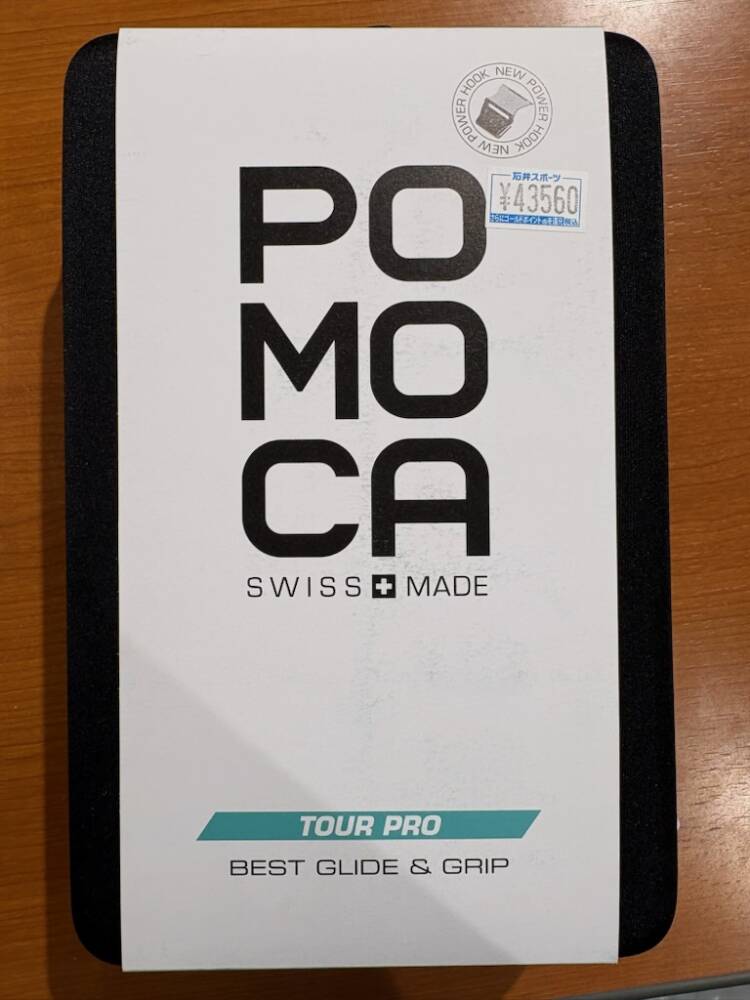 NEW POWER HOOK NEW POWER HOOK
石井スポーツ
¥43560
PO
MO
CA
SWISS MADE
TOUR PRO
BEST GLIDE & GRIP